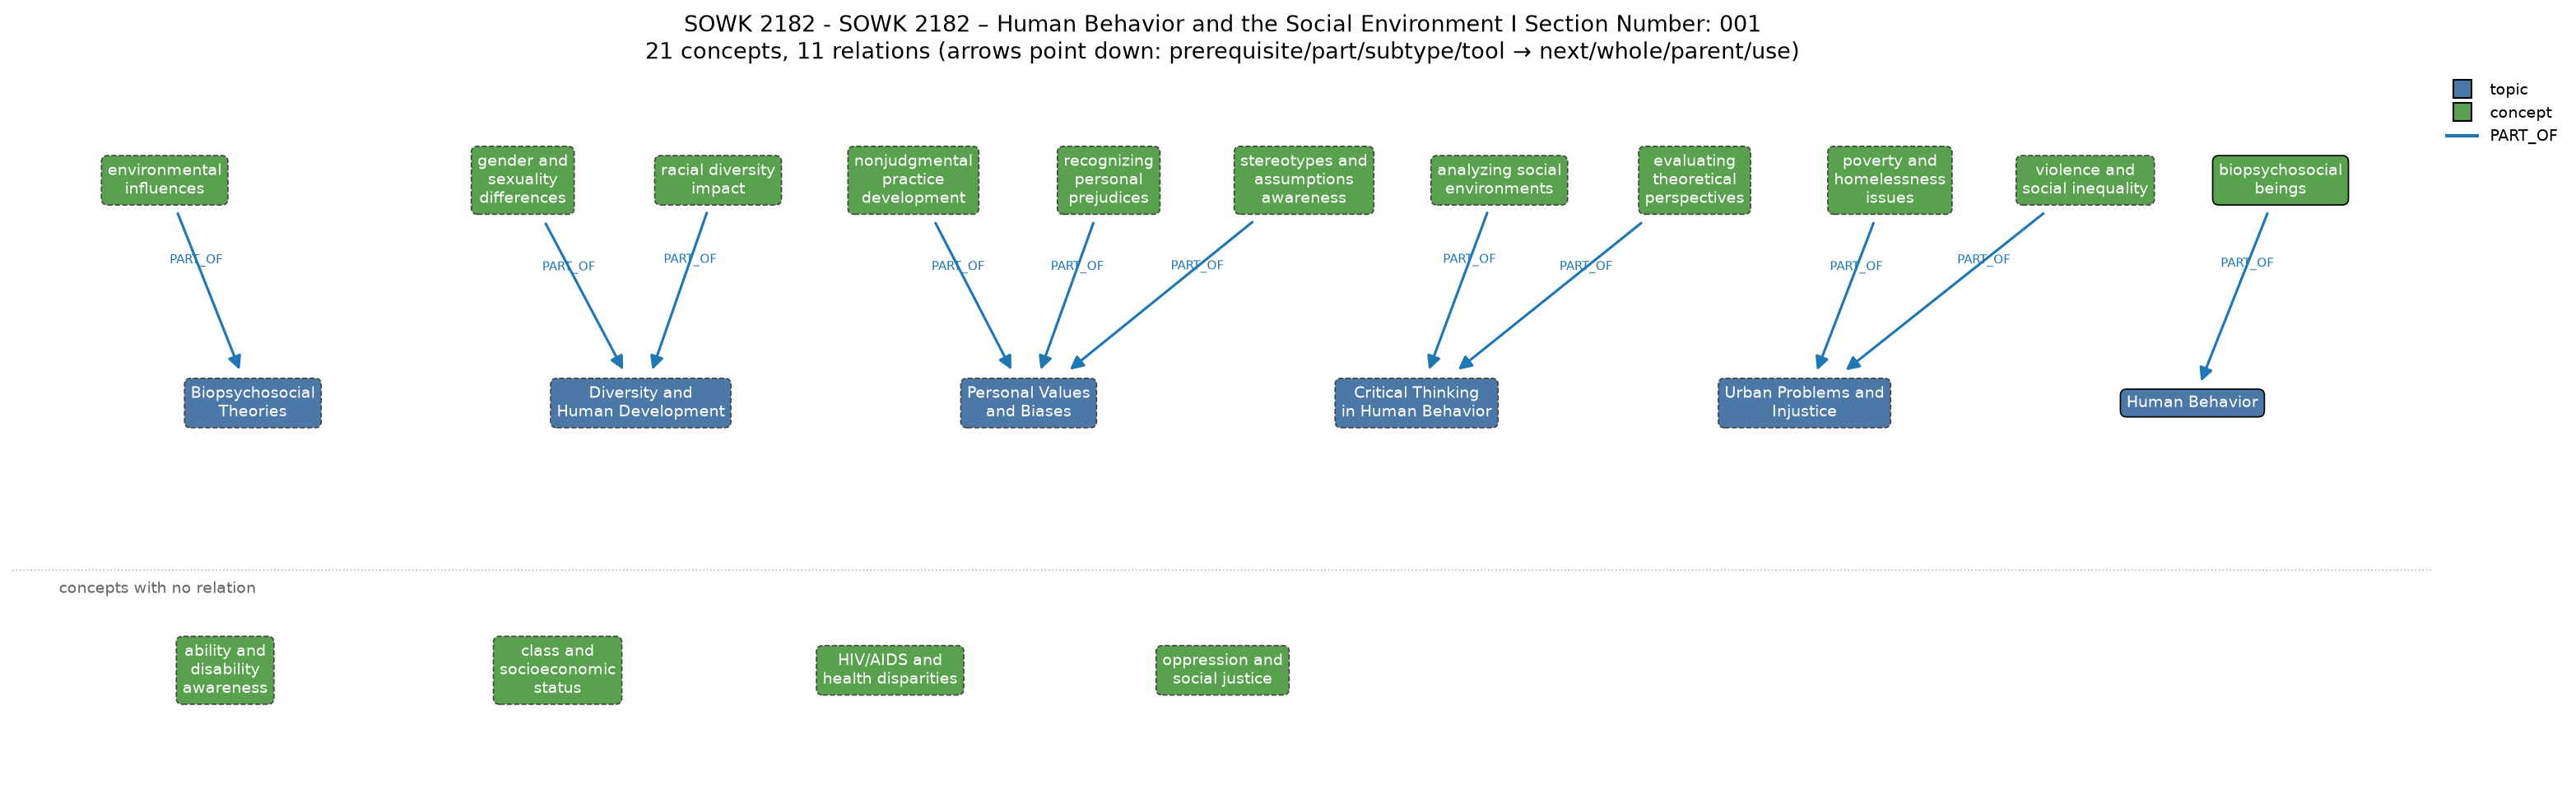 SOWK 2182 - SOWK 2182 – Human Behavior and the Social Environment I Section Number: 001
21 concepts, 11 relations (arrows point down: prerequisite/part/subtype/tool → next/whole/parent/use)
topic
concept
PART_OF
environmental
influences
gender and
sexuality
differences
racial diversity
impact
nonjudgmental
practice
development
recognizing
personal
prejudices
stereotypes and
assumptions
awareness
analyzing social
environments
evaluating
theoretical
perspectives
poverty and
homelessness
issues
violence and
social inequality
biopsychosocial
beings
PART_OF
PART_OF
PART_OF
PART_OF
PART_OF
PART_OF
PART_OF
PART_OF
PART_OF
PART_OF
PART_OF
Biopsychosocial
Theories
Diversity and
Human Development
Personal Values
and Biases
Critical Thinking
in Human Behavior
Urban Problems and
Injustice
Human Behavior
concepts with no relation
ability and
disability
awareness
class and
socioeconomic
status
HIV/AIDS and
health disparities
oppression and
social justice